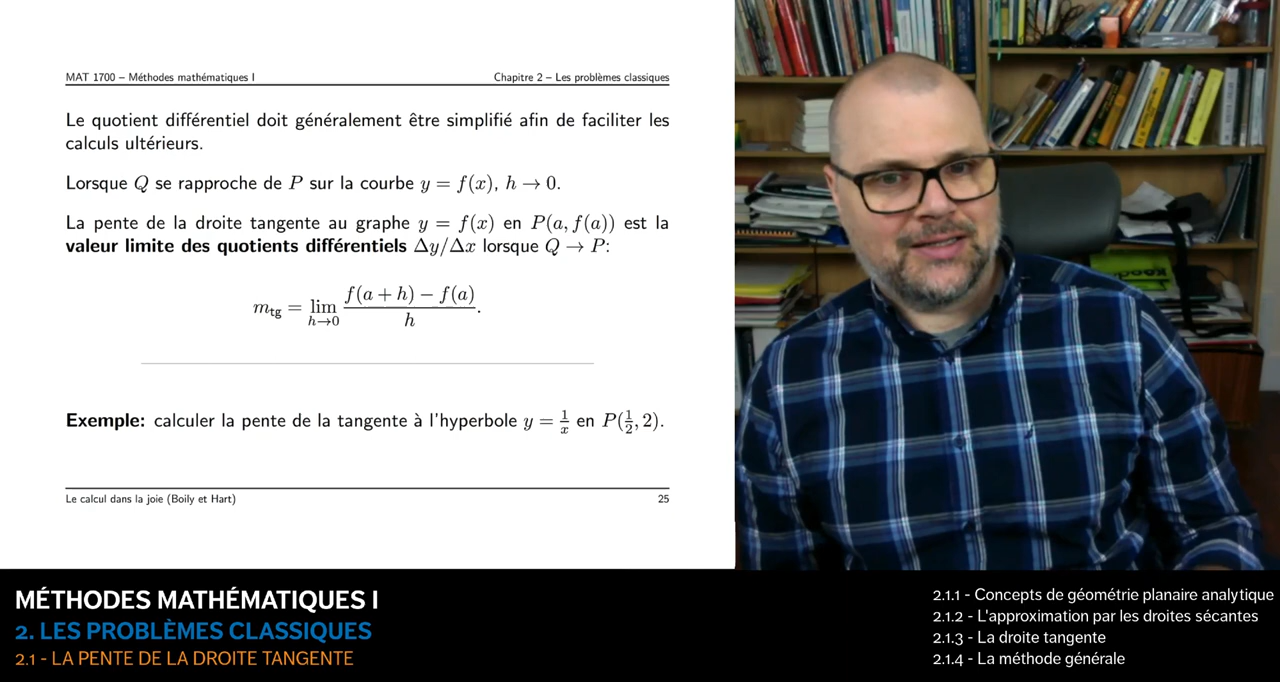 MAT 1700 – Méthodes mathématiques I
Chapitre 2 – Les problèmes classiques
Le quotient différentiel doit généralement être simplifié afin de faciliter les
calculs ultérieurs.
Lorsque Q se rapproche de P sur la courbe y = f(x), h → 0.
La pente de la droite tangente au graphe y = f(x) en P(a, f(a)) est la
valeur limite des quotients différentiels Δy/Δx lorsque Q → P:
m_tg = lim_{h→0} (f(a + h) − f(a))/h.
Exemple: calculer la pente de la tangente à l'hyperbole y = 1/x en P(1/2, 2).
Le calcul dans la joie (Boily et Hart)
25
MÉTHODES MATHÉMATIQUES I
2. LES PROBLÈMES CLASSIQUES
2.1 - LA PENTE DE LA DROITE TANGENTE
2.1.1 - Concepts de géométrie planaire analytique
2.1.2 - L'approximation par les droites sécantes
2.1.3 - La droite tangente
2.1.4 - La méthode générale